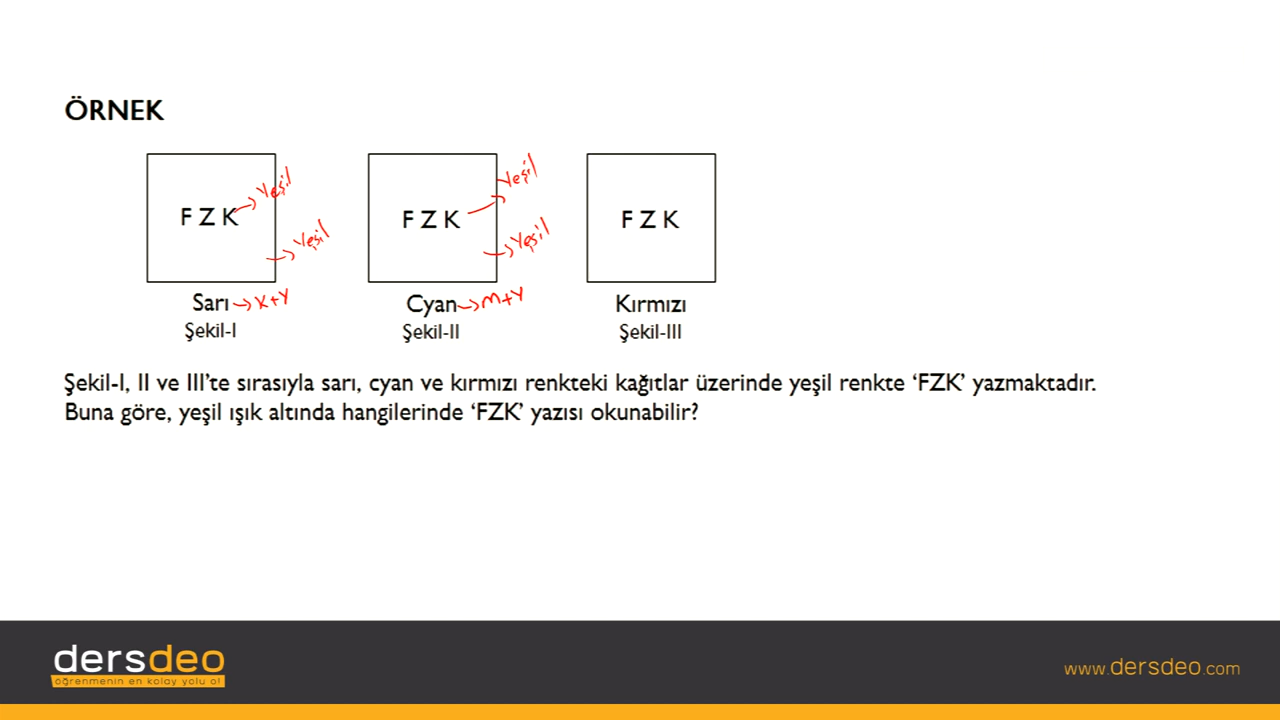 ÖRNEK
F Z K → Yeşil
→ Yeşil
F Z K → Yeşil
→ Yeşil
F Z K
Sarı → K+Y
Şekil-I
Cyan → M+Y
Şekil-II
Kırmızı
Şekil-III
Şekil-I, II ve III'te sırasıyla sarı, cyan ve kırmızı renkteki kağıtlar üzerinde yeşil renkte ‘FZK’ yazmaktadır.
Buna göre, yeşil ışık altında hangilerinde ‘FZK’ yazısı okunabilir?
dersdeo
öğrenmenin en kolay yolu o!
www.dersdeo.com